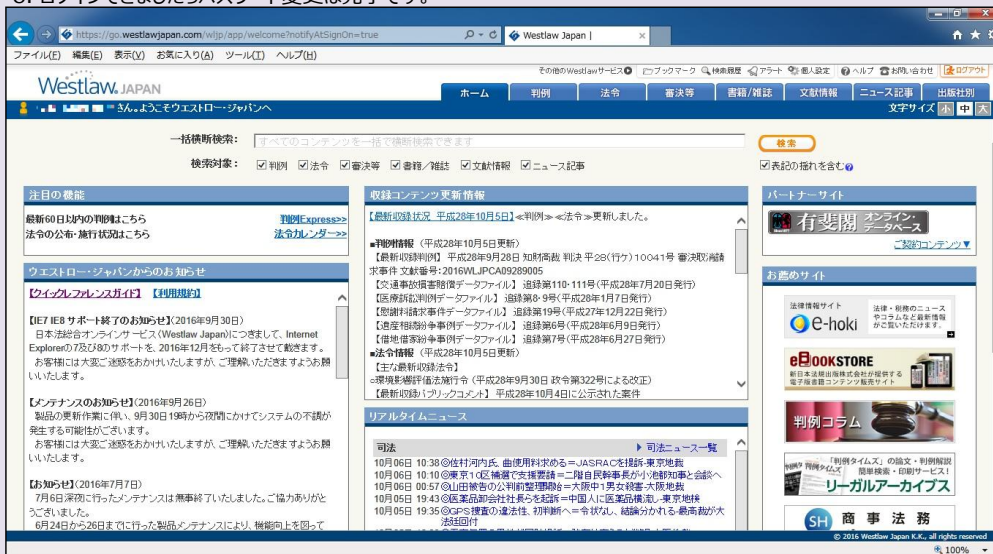 https://go.westlawjapan.com/wljp/app/welcome?notifyAtSignOn=true
Westlaw Japan |
ファイル(F) 編集(E) 表示(V) お気に入り(A) ツール(T) ヘルプ(H)
その他のWestlawサービス ブックマーク 検索履歴 アラート 個人設定 ヘルプ お問い合わせ ログアウト
Westlaw. JAPAN
ホーム 判例 法令 審決等 書籍/雑誌 文献情報 ニュース記事 出版社別
さん。ようこそウエストロー・ジャパンへ
文字サイズ 小 中 大
一括横断検索：
すべてのコンテンツを一括で横断検索できます
検索
検索対象：
判例 法令 審決等 書籍／雑誌 文献情報 ニュース記事
表記の揺れを含む
注目の機能
最新60日以内の判例はこちら 判例Express>>
法令の公布・施行状況はこちら 法令カレンダー>>
ウエストロー・ジャパンからのお知らせ
【クイックレファレンスガイド】 【利用規約】
【IE7 IE8 サポート終了のお知らせ】(2016年9月30日)
日本法総合オンラインサービス(Westlaw Japan)につきまして、Internet
Explorerの7及び8のサポートを、2016年12月をもって終了させて戴きます。
お客様には大変ご迷惑をおかけいたしますが、ご理解いただきますようお願
いいたします。
【メンテナンスのお知らせ】(2016年9月26日)
製品の更新作業に伴い、9月30日19時から夜間にかけてシステムの不調が
発生する可能性がございます。
お客様には大変ご迷惑をおかけいたしますが、ご理解いただきますようお願
いいたします。
【お知らせ】(2016年7月7日)
7月6日深夜に行ったメンテナンスは無事終了いたしました。ご協力ありがと
うございました。
6月24日から26日までに行った製品メンテナンスにより、機能向上を図って
収録コンテンツ更新情報
【最新収録状況 平成28年10月5日】≪判例≫≪法令≫更新しました。
■判例情報 （平成28年10月5日更新）
【最新収録判例】 平成28年9月28日 知財高裁 判決 平28(行ケ)10041号 審決取消請
求事件 文献番号：2016WLJPCA09289005
【交通事故損害賠償データファイル】 追録第110・111号(平成28年7月20日発行)
【医療訴訟判例データファイル】 追録第8・9号(平成28年1月7日発行)
【慰謝料請求事件データファイル】 追録第19号(平成27年12月22日発行)
【遺産相続紛争事例データファイル】 追録第6号(平成28年6月9日発行)
【借地借家紛争事例データファイル】 追録第7号(平成28年6月27日発行)
■法令情報 （平成28年10月5日更新）
【主な最新収録法令】
○環境影響評価法施行令 (平成28年9月30日 政令第322号による改正)
【最新収録パブリックコメント】 平成28年10月4日に公示された案件
リアルタイムニュース
司法 司法ニュース一覧
10月06日 10:38◎佐村河内氏、曲使用料求める＝JASRACを提訴-東京地裁
10月06日 10:10◎東京10区補選で支援要請＝二階自民幹事長が小池都知事と会談へ
10月06日 00:57◎山田被告の公判前整理開始＝大阪中1男女殺害-大阪地裁
10月05日 19:43◎医薬品卸会社社長らを起訴＝中国人に医薬品横流し-東京地検
10月05日 19:35◎GPS捜査の違法性、初判断へ＝令状なし、結論分かれる-最高裁が大
法廷回付
パートナーサイト
有斐閣 オンライン・データベース
ご契約コンテンツ▼
お薦めサイト
法律情報サイト
e-hoki
法律・税務のニュース
やコラムなど最新情報
がご覧いただけます。
eBOOKSTORE
新日本法規出版株式会社が提供する
電子版書籍コンテンツ販売サイト
判例コラム
判例タイムズ
「判例タイムズ」の論文・判例解説
簡単検索・印刷サービス！
リーガルアーカイブス
SH 商事法務
© 2016 Westlaw Japan K.K., all rights reserved
100%